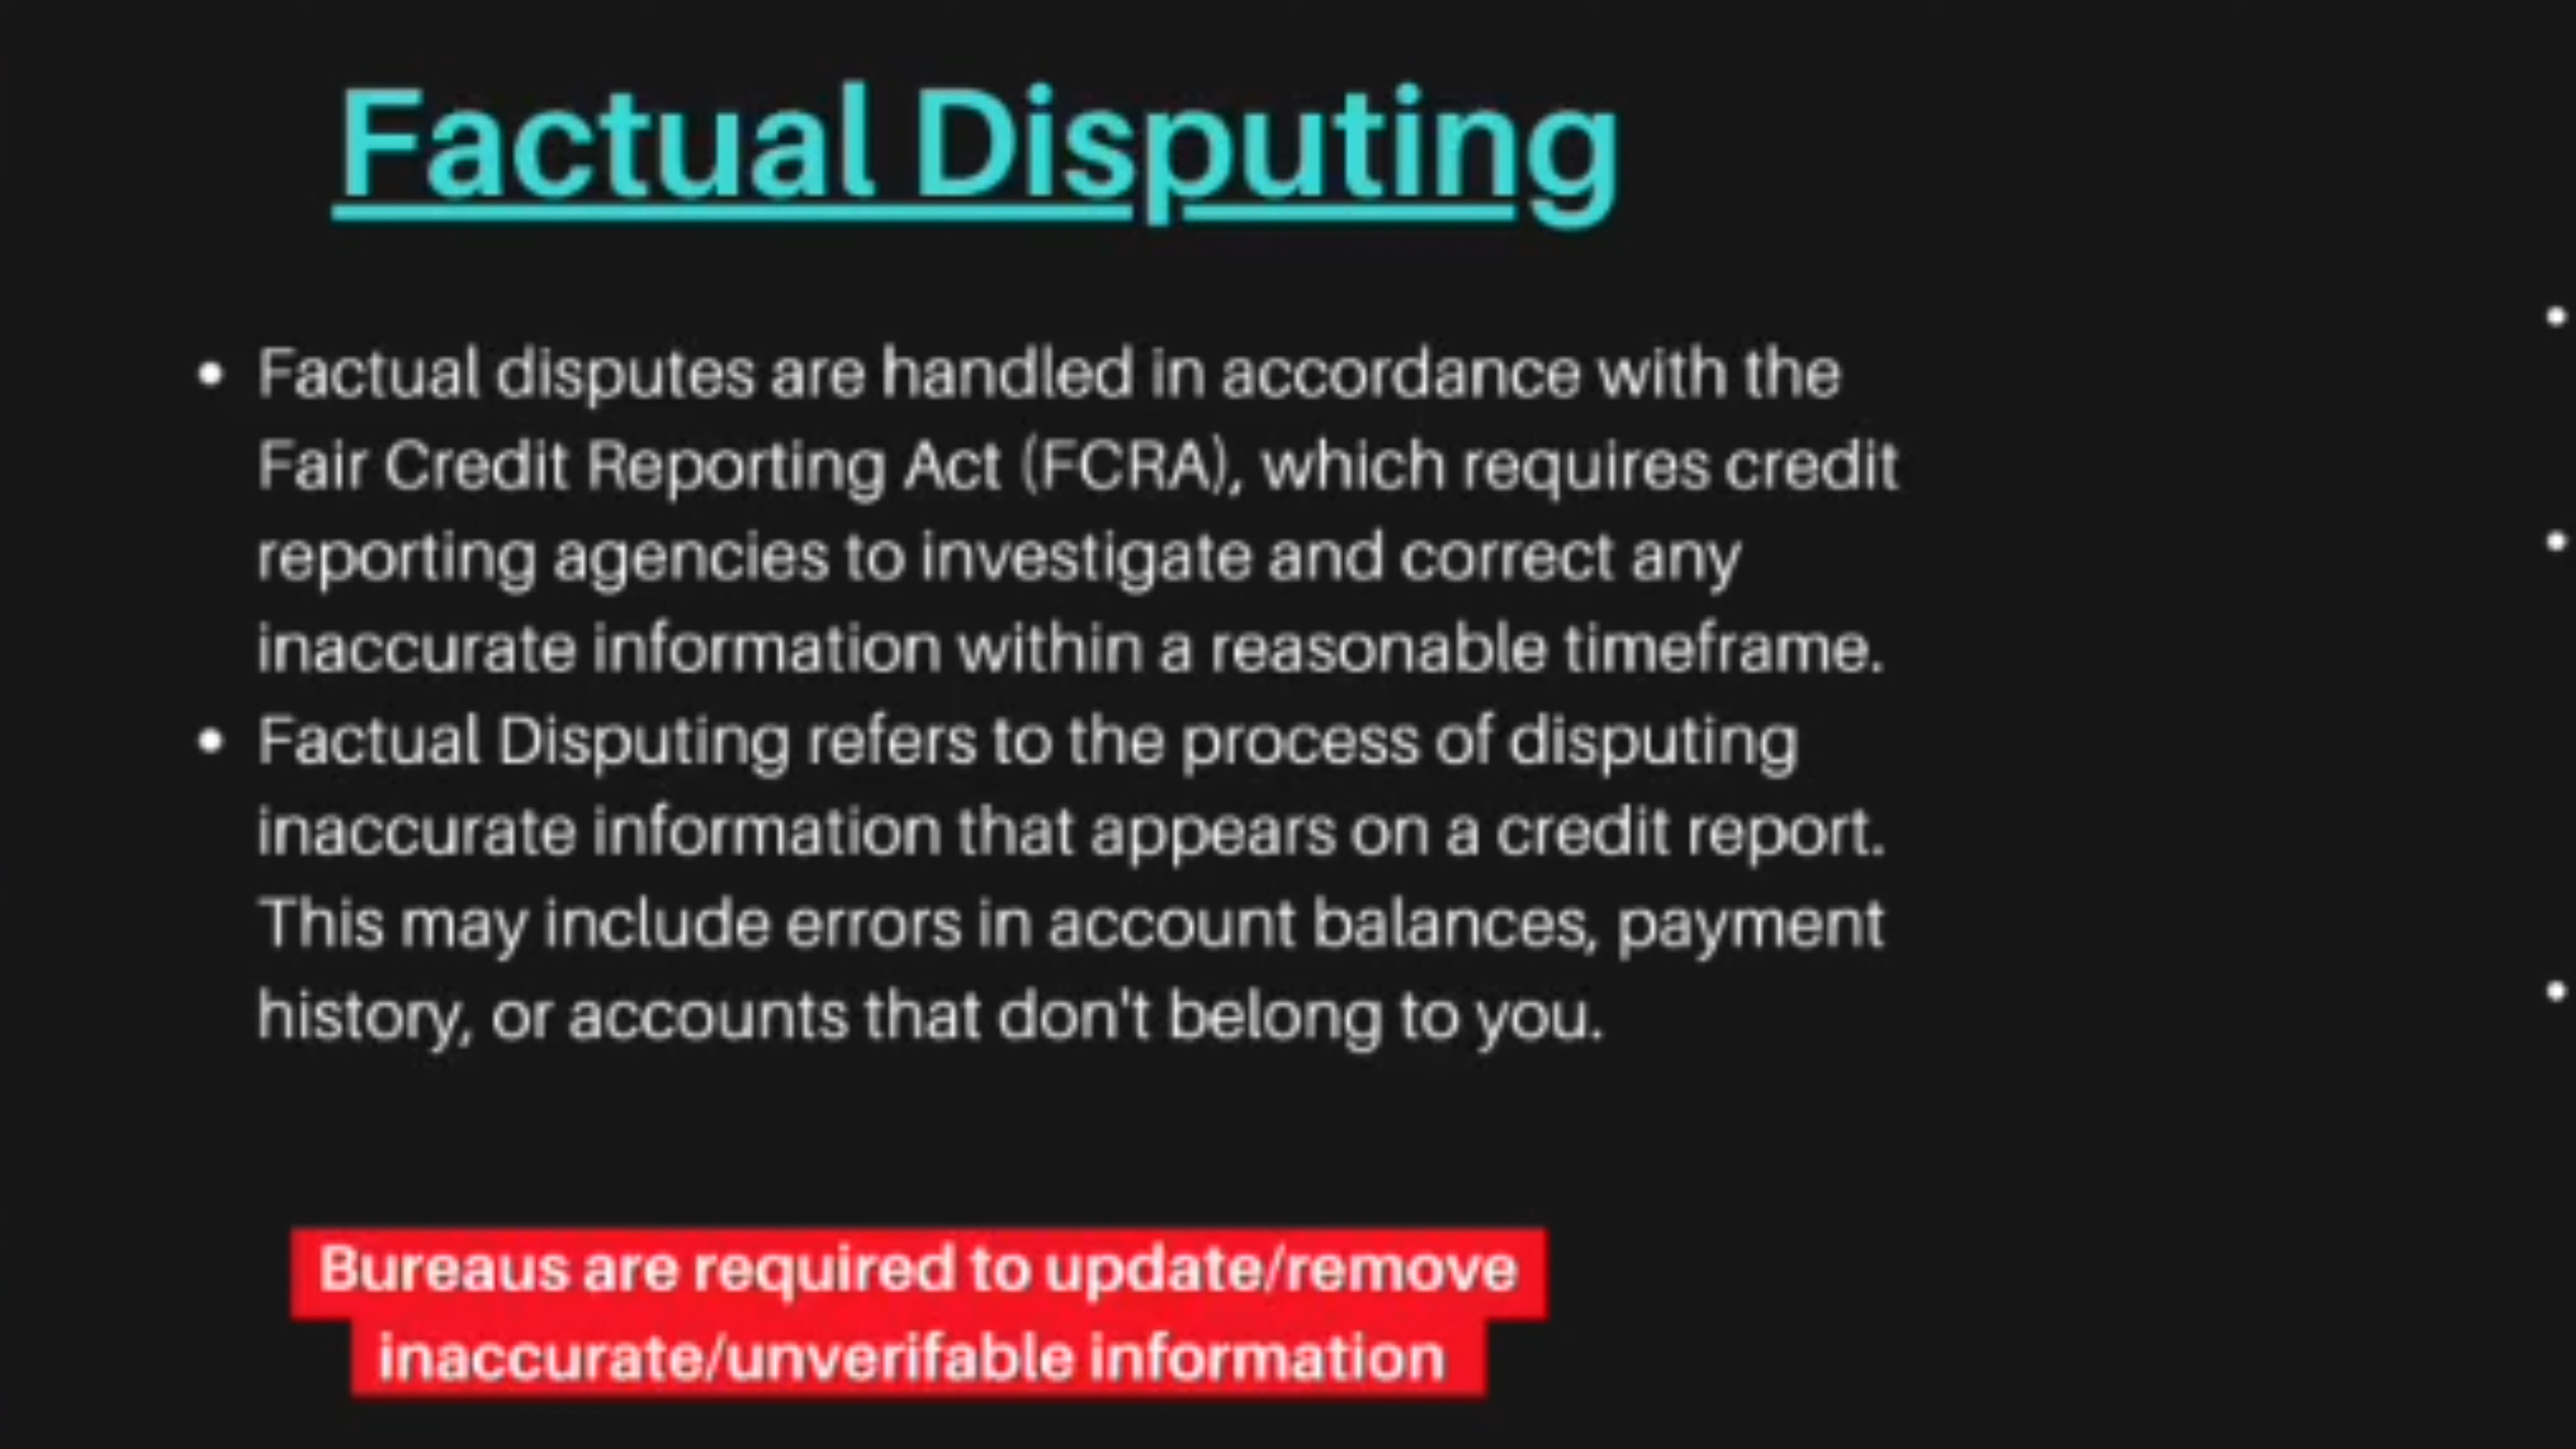 Factual Disputing
• Factual disputes are handled in accordance with the
Fair Credit Reporting Act (FCRA), which requires credit
reporting agencies to investigate and correct any
inaccurate information within a reasonable timeframe.
• Factual Disputing refers to the process of disputing
inaccurate information that appears on a credit report.
This may include errors in account balances, payment
history, or accounts that don't belong to you.
Bureaus are required to update/remove
inaccurate/unverifable information